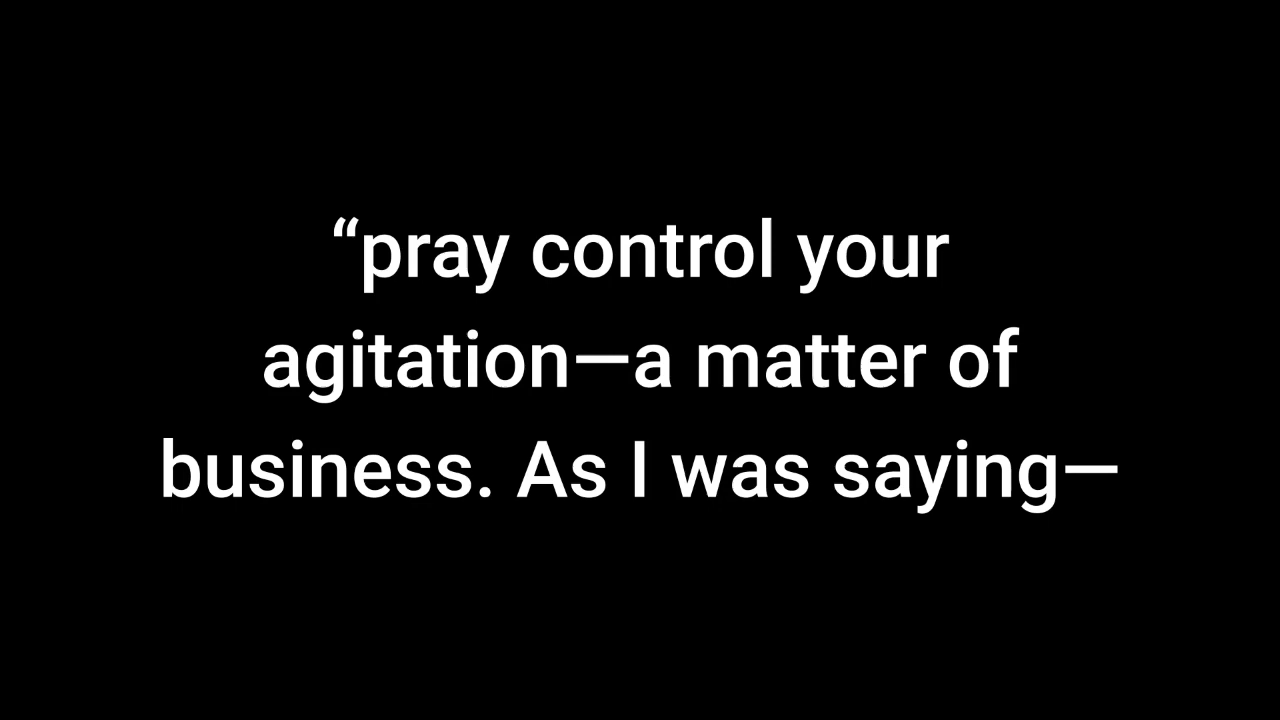 “pray control your
agitation—a matter of
business. As I was saying—